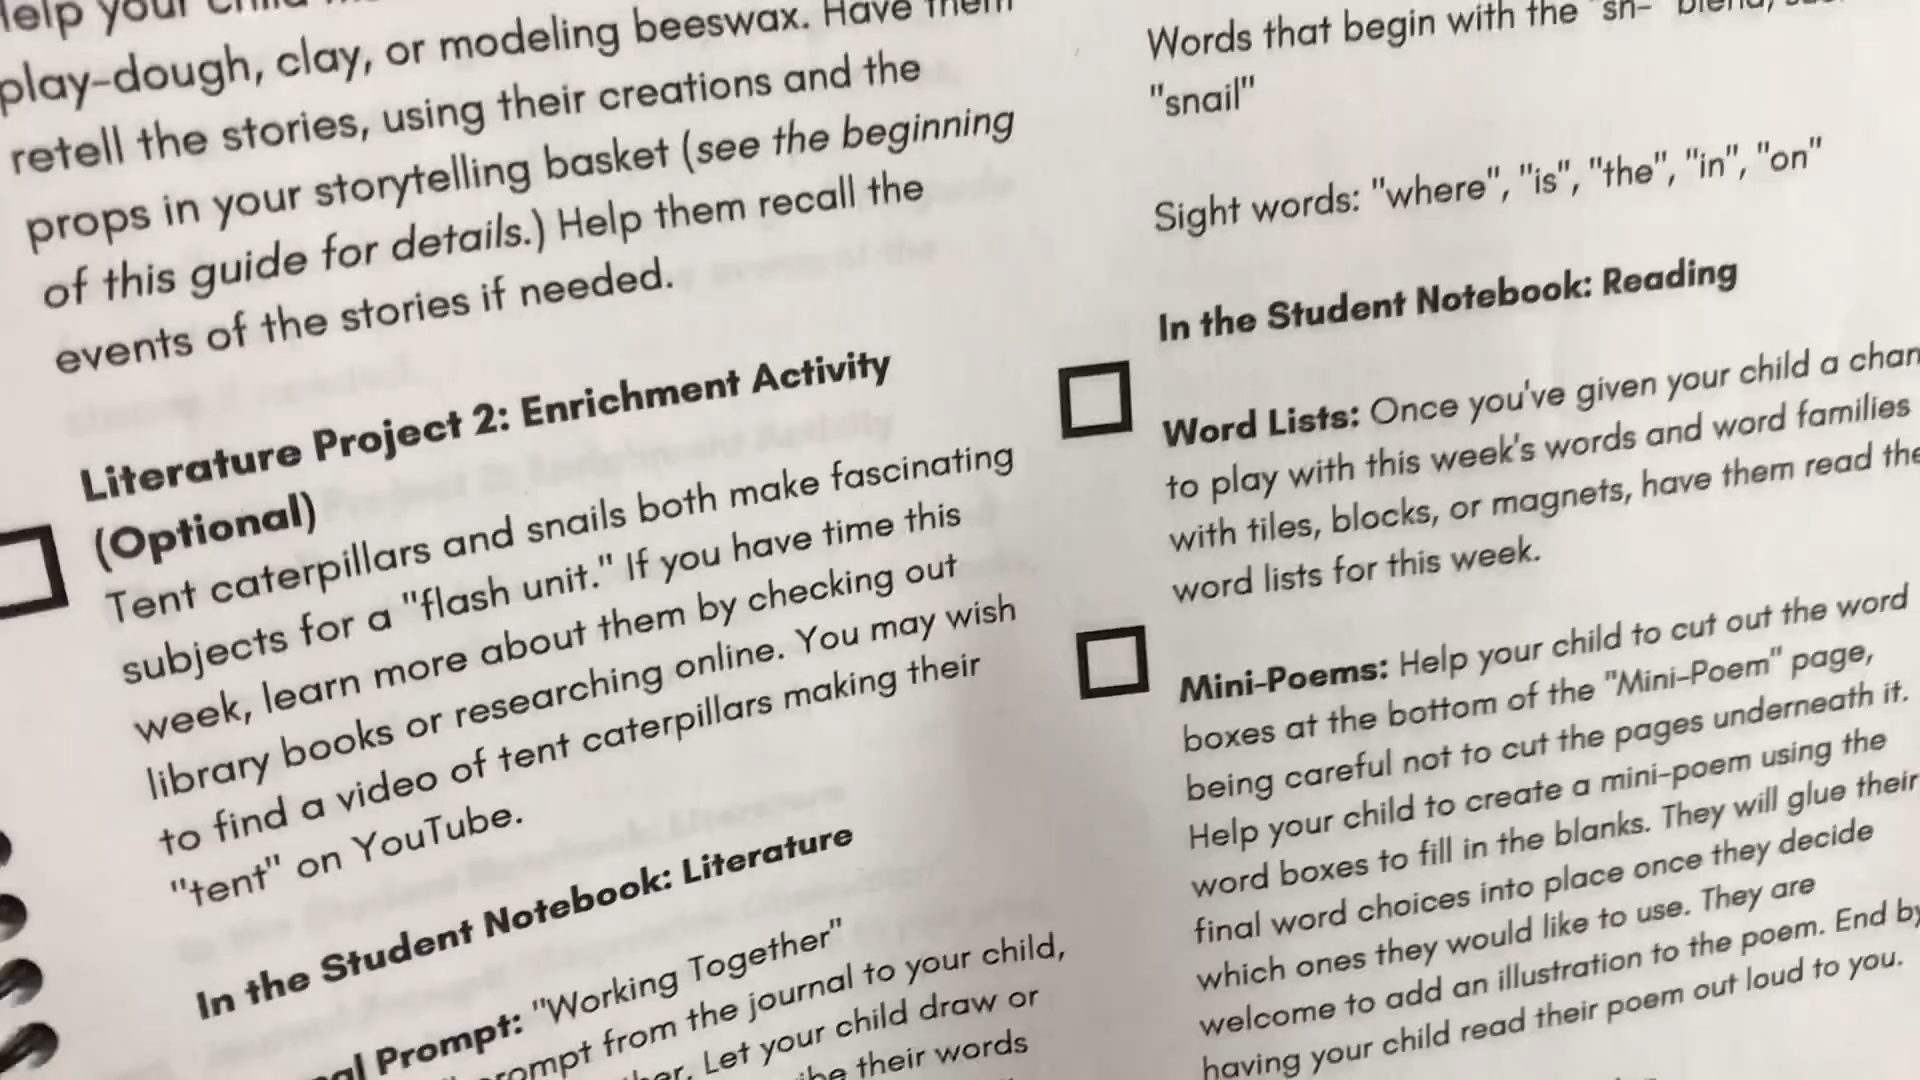 Help your child
play-dough, clay, or modeling beeswax. Have them
retell the stories, using their creations and the
props in your storytelling basket (see the beginning
of this guide for details.) Help them recall the
events of the stories if needed.
Literature Project 2: Enrichment Activity
(Optional)
Tent caterpillars and snails both make fascinating
subjects for a "flash unit." If you have time this
week, learn more about them by checking out
library books or researching online. You may wish
to find a video of tent caterpillars making their
"tent" on YouTube.
In the Student Notebook: Literature
Prompt: "Working Together"
prompt from the journal to your child,
Let your child draw or
their words
Words that begin with the "sn-" blend,
"snail"
Sight words: "where", "is", "the", "in", "on"
In the Student Notebook: Reading
Word Lists: Once you've given your child a
to play with this week's words and word families
with tiles, blocks, or magnets, have them read
word lists for this week.
Mini-Poems: Help your child to cut out the word
boxes at the bottom of the "Mini-Poem" page,
being careful not to cut the pages underneath it.
Help your child to create a mini-poem using the
word boxes to fill in the blanks. They will glue their
final word choices into place once they decide
which ones they would like to use. They are
welcome to add an illustration to the poem. End by
having your child read their poem out loud to you.